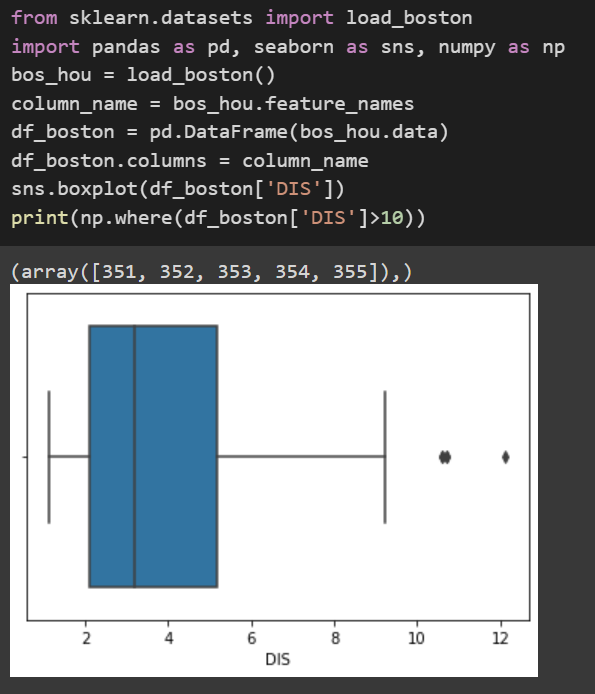 from sklearn.datasets import load_boston
import pandas as pd, seaborn as sns, numpy as np
bos_hou = load_boston()
column_name = bos_hou.feature_names
df_boston = pd.DataFrame(bos_hou.data)
df_boston.columns = column_name
sns.boxplot(df_boston['DIS'])
print(np.where(df_boston['DIS']>10))
(array([351, 352, 353, 354, 355]),)
2 4 6 8 10 12
DIS